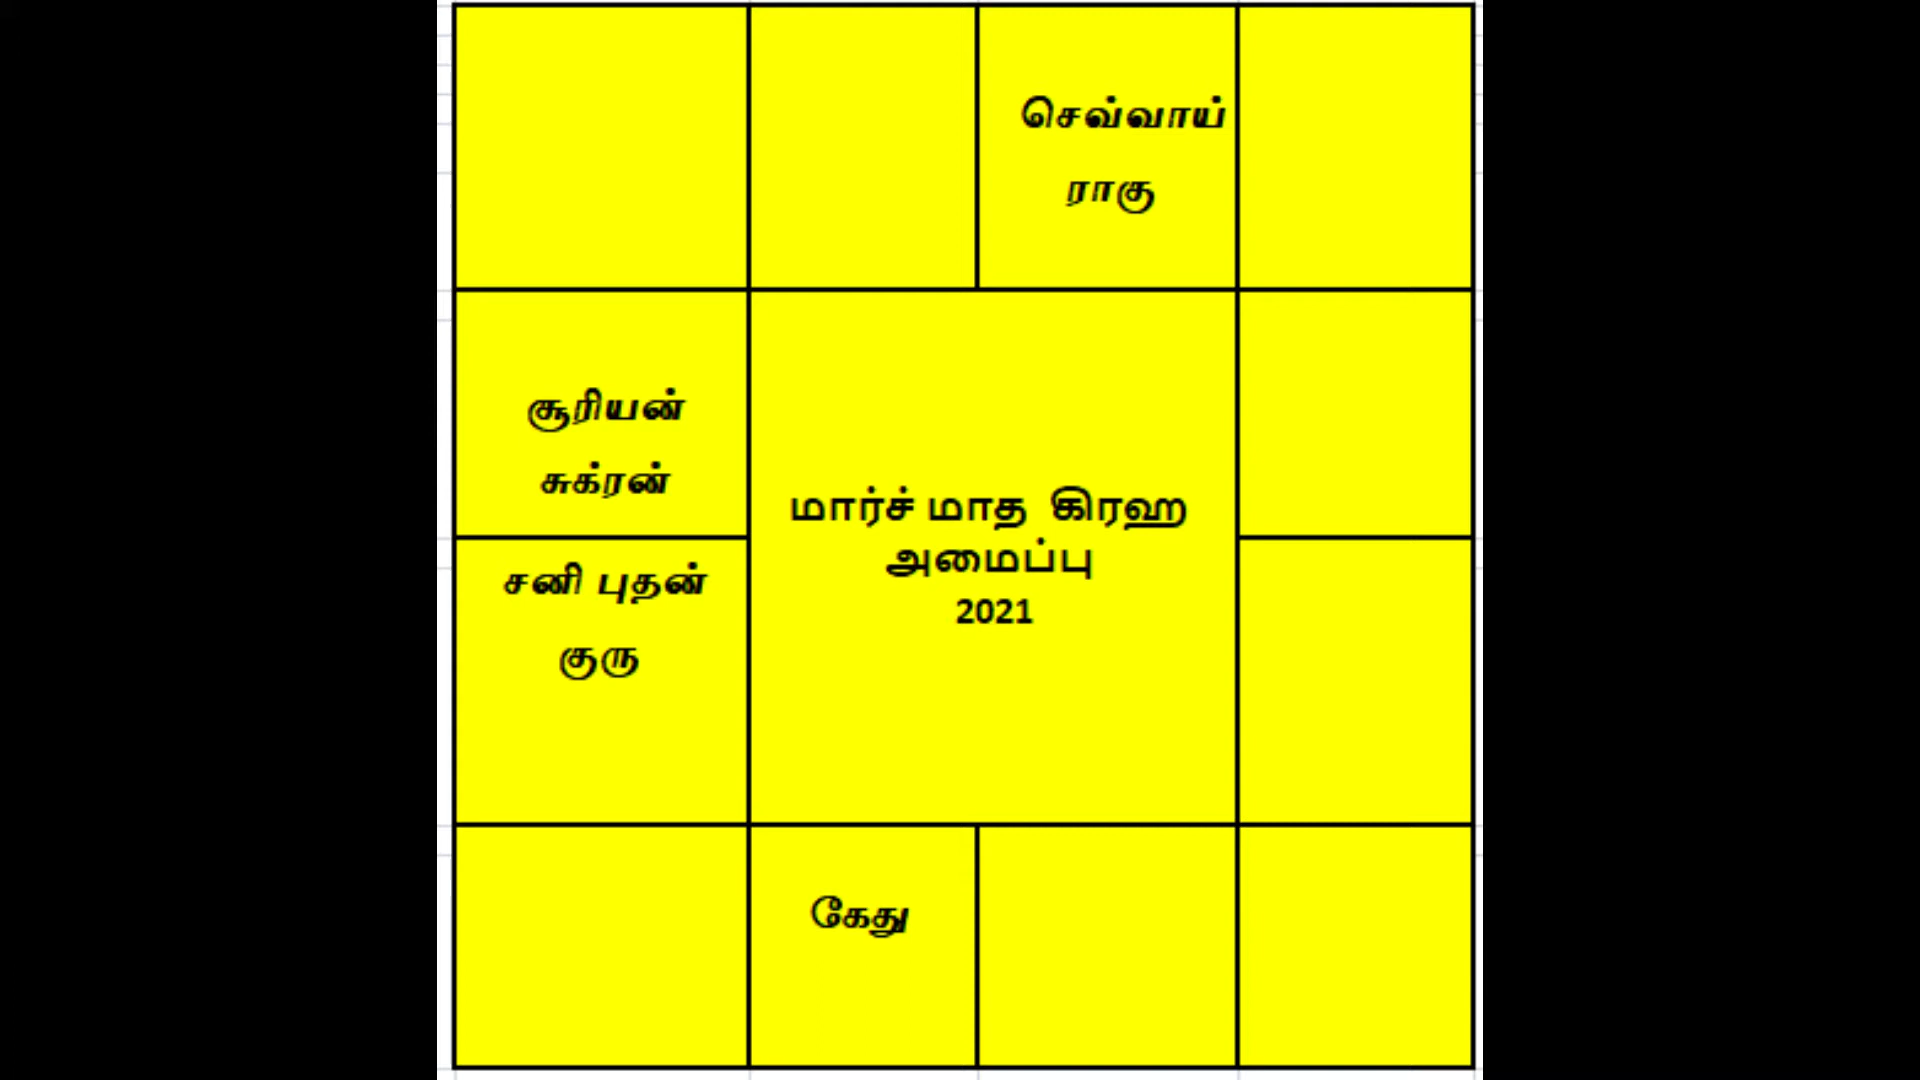 செவ்வாய்
ராகு
சூரியன்
சுக்ரன்
மார்ச் மாத கிரஹ
அமைப்பு
2021
சனி புதன்
குரு
கேது